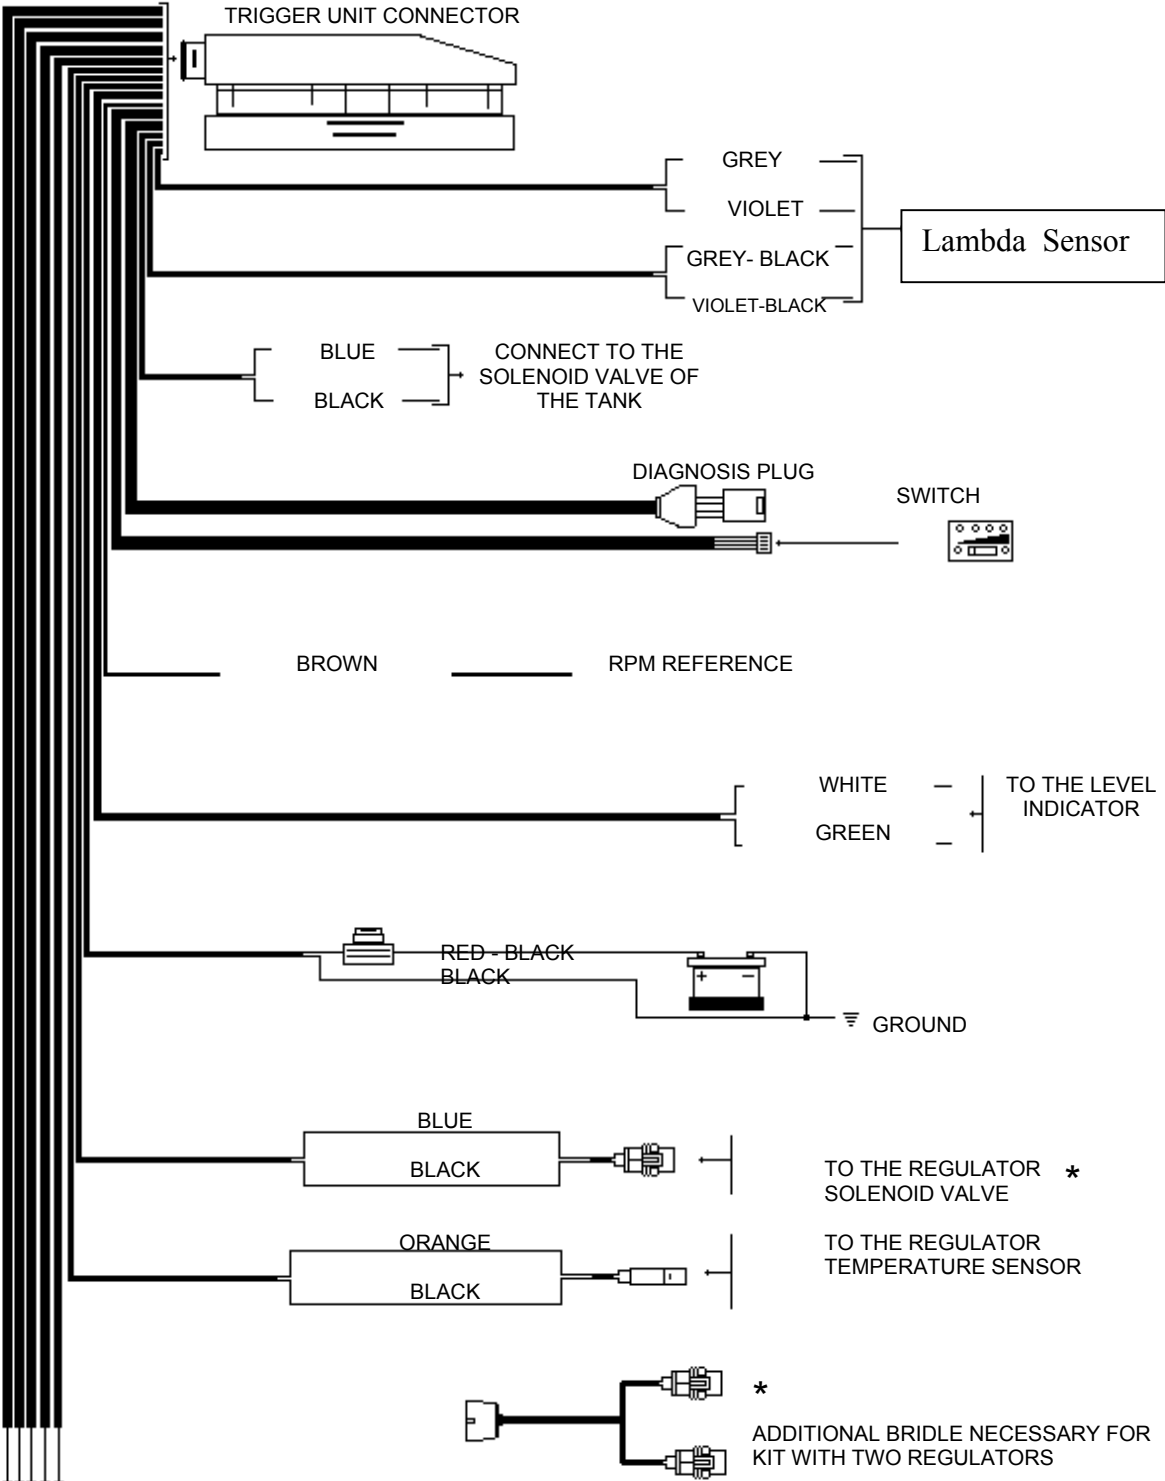 TRIGGER UNIT CONNECTOR
GREY
VIOLET
Lambda Sensor
GREY- BLACK
VIOLET-BLACK
BLUE
BLACK
CONNECT TO THE
SOLENOID VALVE OF
THE TANK
DIAGNOSIS PLUG
SWITCH
BROWN
RPM REFERENCE
WHITE
GREEN
TO THE LEVEL
INDICATOR
RED - BLACK
BLACK
+ −
GROUND
BLUE
BLACK
TO THE REGULATOR *
SOLENOID VALVE
ORANGE
BLACK
TO THE REGULATOR
TEMPERATURE SENSOR
*
ADDITIONAL BRIDLE NECESSARY FOR
KIT WITH TWO REGULATORS